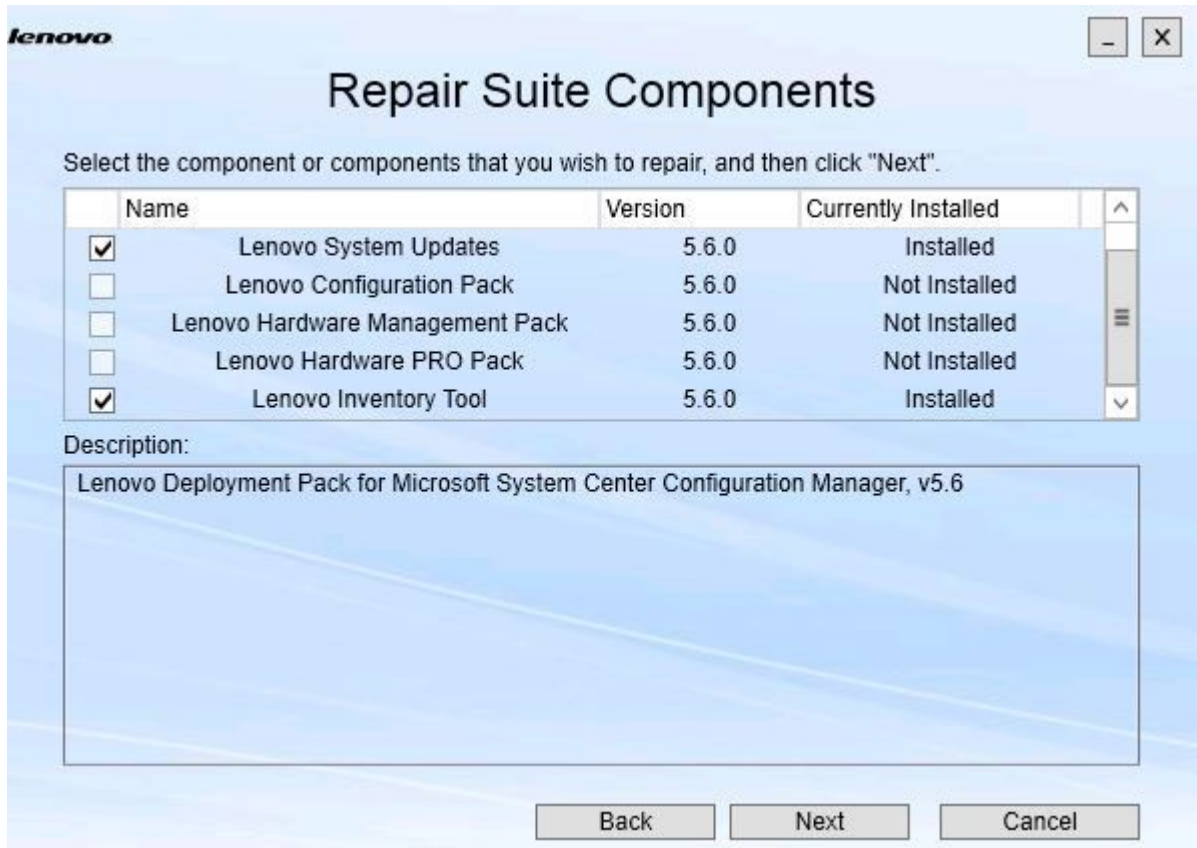 lenovo
Repair Suite Components
Select the component or components that you wish to repair, and then click "Next".
Name Version Currently Installed
Lenovo System Updates 5.6.0 Installed
Lenovo Configuration Pack 5.6.0 Not Installed
Lenovo Hardware Management Pack 5.6.0 Not Installed
Lenovo Hardware PRO Pack 5.6.0 Not Installed
Lenovo Inventory Tool 5.6.0 Installed
Description:
Lenovo Deployment Pack for Microsoft System Center Configuration Manager, v5.6
Back Next Cancel